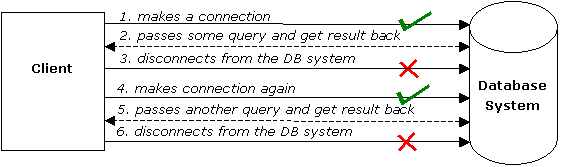 1. makes a connection
2. passes some query and get result back
3. disconnects from the DB system
Client
4. makes connection again
Database
System
5. passes another query and get result back
6. disconnects from the DB system